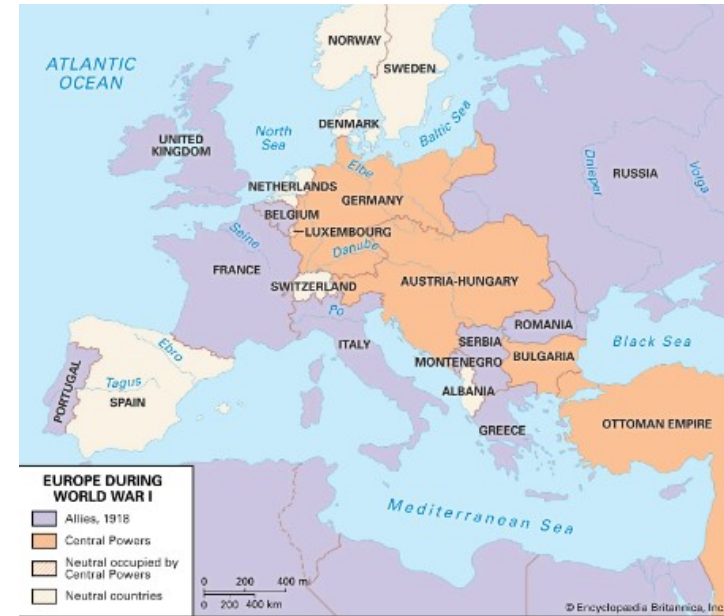 NORWAY
SWEDEN
ATLANTIC
OCEAN
DENMARK
North
Sea
Baltic Sea
UNITED
KINGDOM
Elbe
Dnieper
RUSSIA
Volga
NETHERLANDS
GERMANY
BELGIUM
LUXEMBOURG
Seine
Danube
FRANCE
SWITZERLAND
AUSTRIA-HUNGARY
Po
ROMANIA
ITALY
SERBIA
Black Sea
Ebro
MONTENEGRO
BULGARIA
PORTUGAL
Tagus
SPAIN
ALBANIA
GREECE
OTTOMAN EMPIRE
Mediterranean Sea
EUROPE DURING
WORLD WAR I
Allies, 1918
Central Powers
Neutral occupied by
Central Powers
Neutral countries
0 200 400 mi
0 200 400 km
© Encyclopædia Britannica, Inc